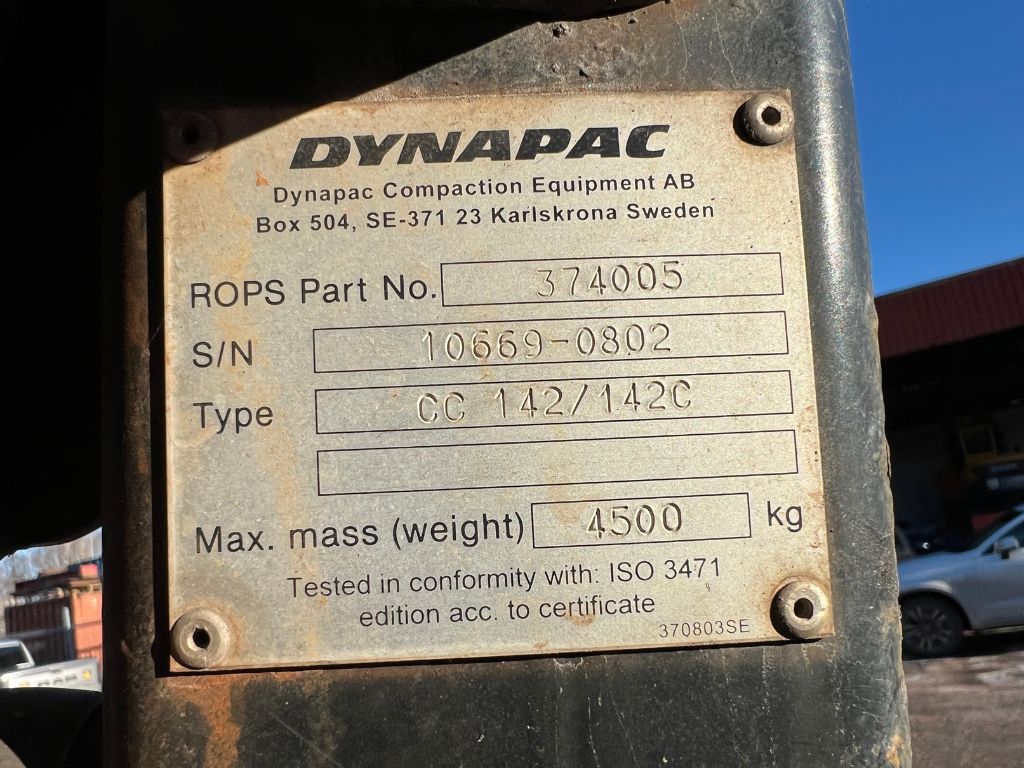 DYNAPAC
Dynapac Compaction Equipment AB
Box 504, SE-371 23 Karlskrona Sweden
ROPS Part No. 374005
S/N 10669-0802
Type CC 142/142C
Max. mass (weight) 4500 kg
Tested in conformity with: ISO 3471
edition acc. to certificate
370803SE